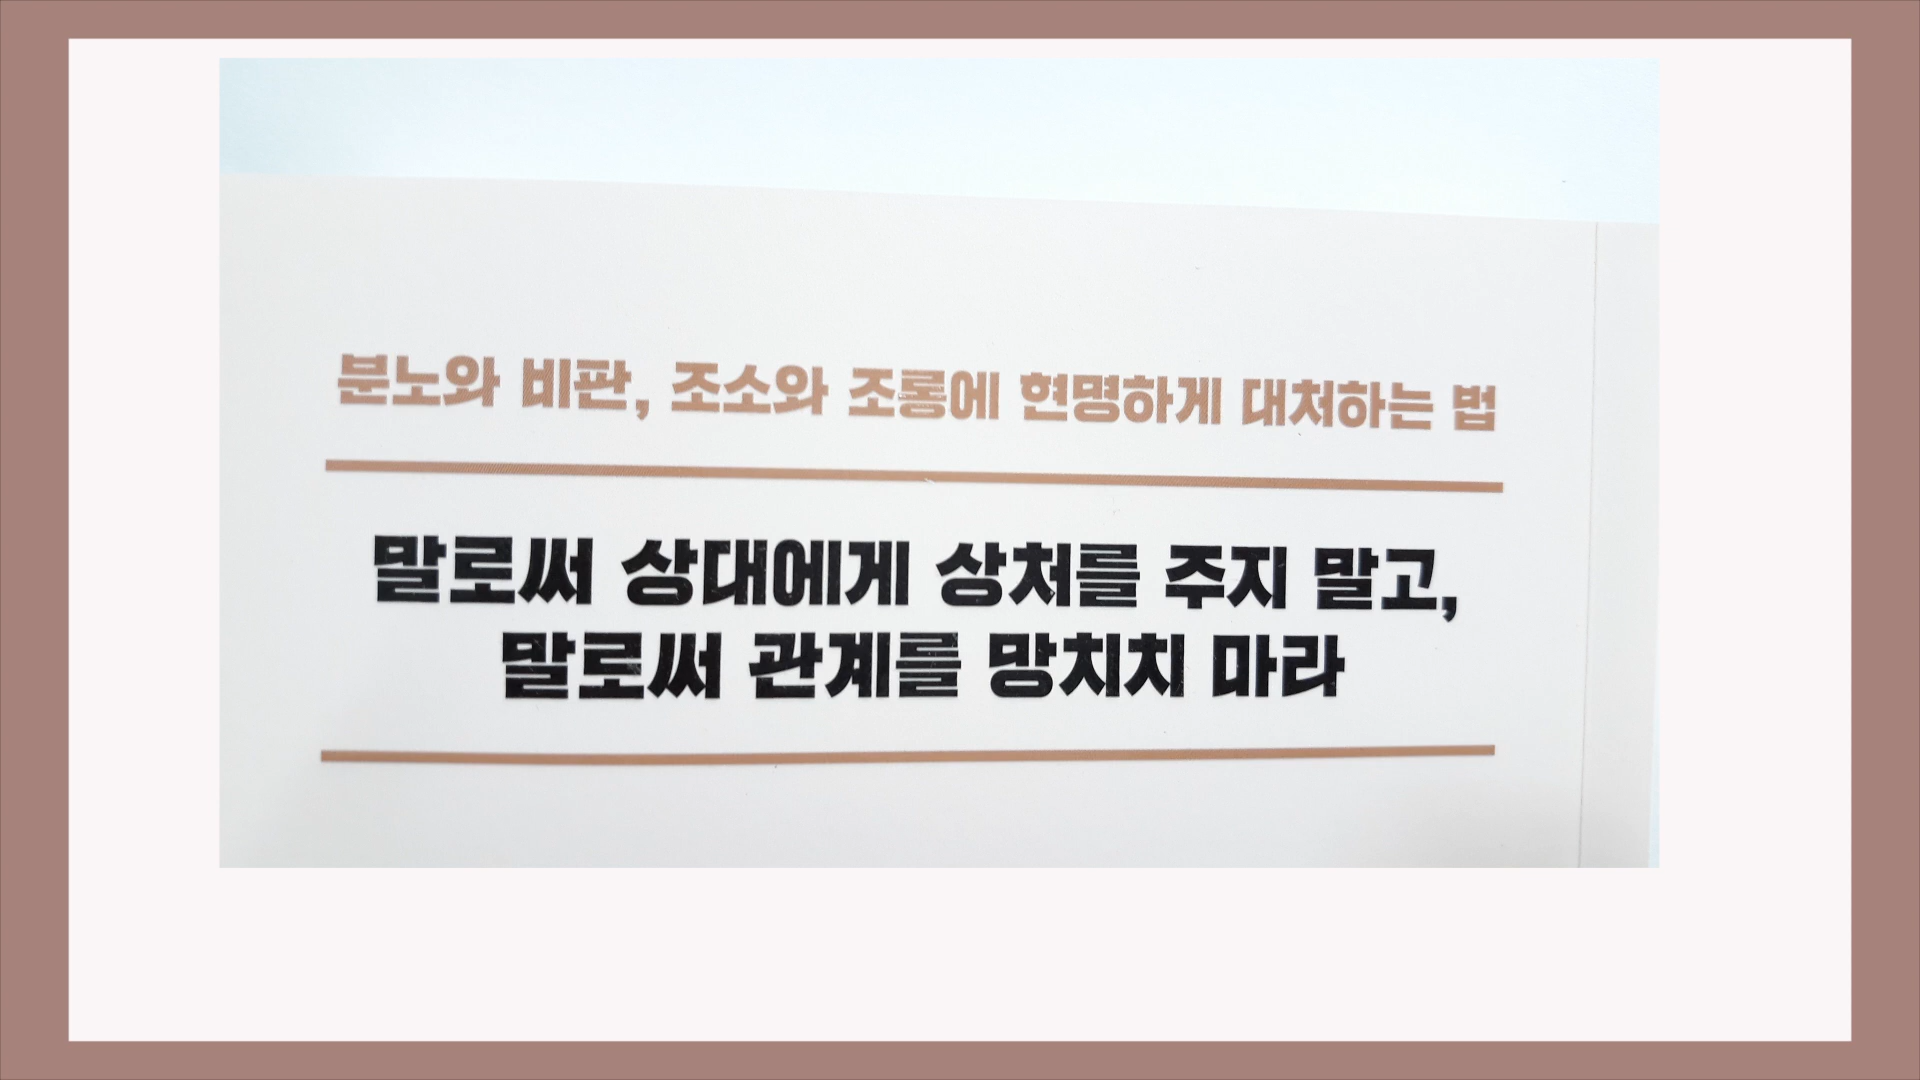 분노와 비판, 조소와 조롱에 현명하게 대처하는 법
말로써 상대에게 상처를 주지 말고,
말로써 관계를 망치치 마라